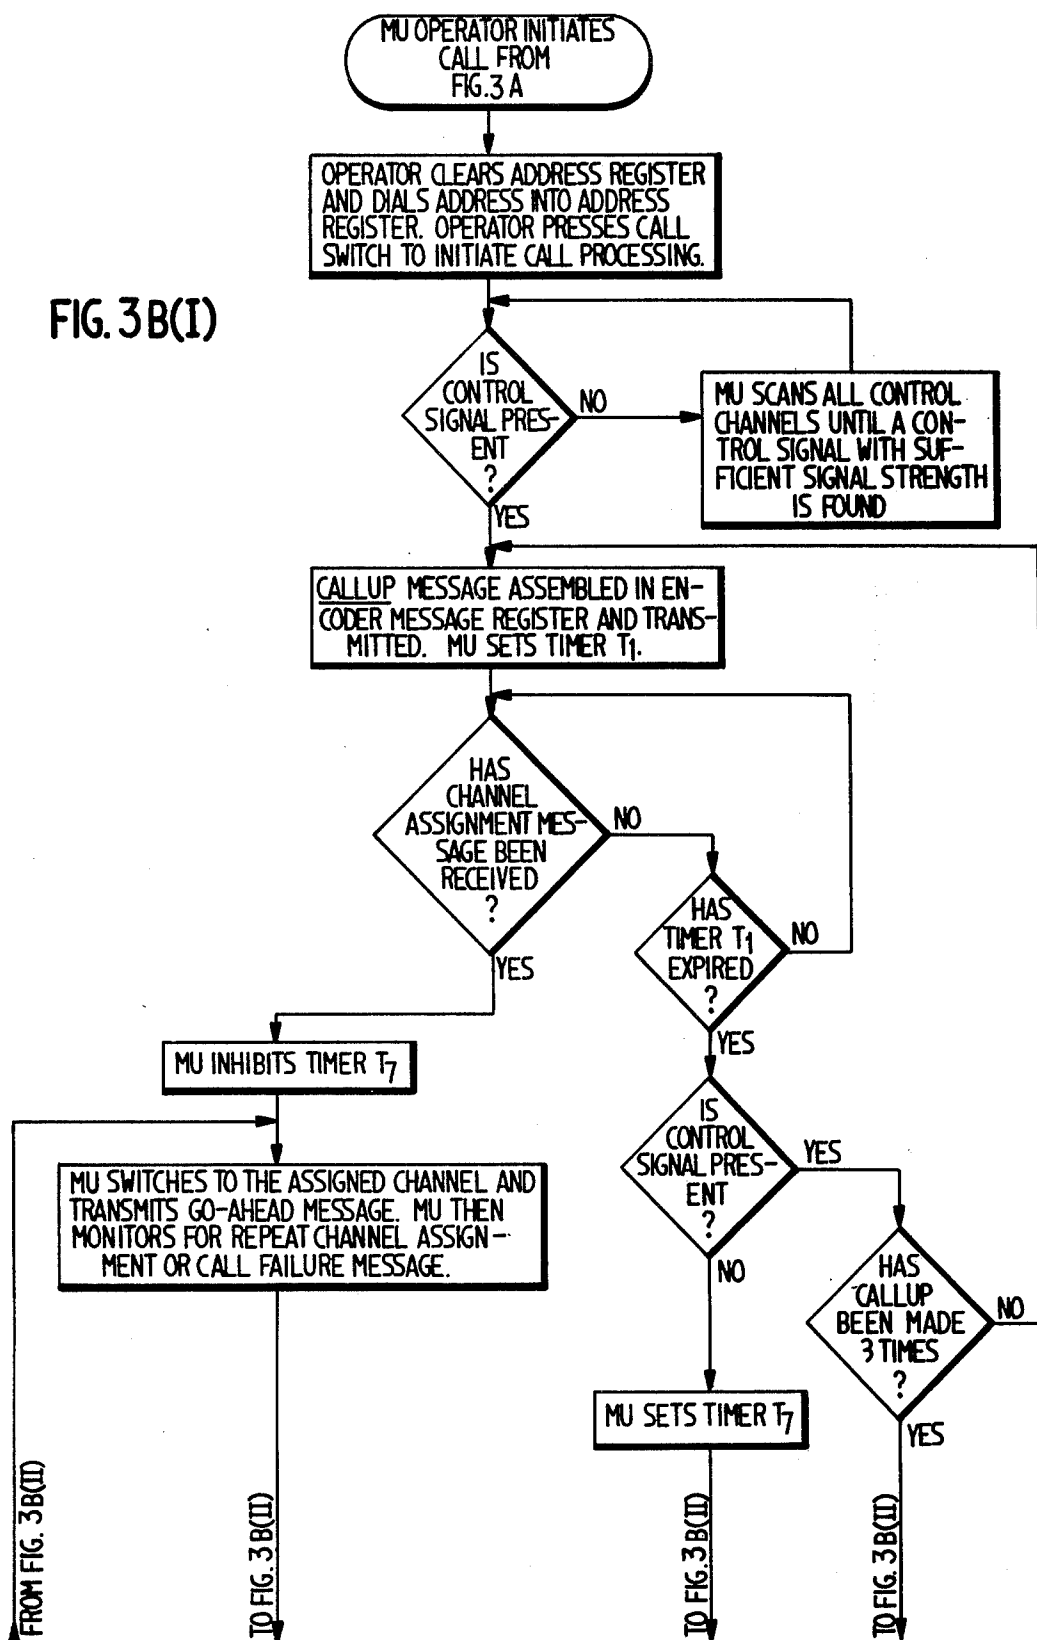 MU OPERATOR INITIATES
CALL FROM
FIG. 3 A
OPERATOR CLEARS ADDRESS REGISTER
AND DIALS ADDRESS INTO ADDRESS
REGISTER. OPERATOR PRESSES CALL
SWITCH TO INITIATE CALL PROCESSING.
FIG. 3 B(I)
IS
CONTROL
SIGNAL PRES-
ENT
?
NO
YES
MU SCANS ALL CONTROL
CHANNELS UNTIL A CON-
TROL SIGNAL WITH SUF-
FICIENT SIGNAL STRENGTH
IS FOUND
CALLUP MESSAGE ASSEMBLED IN EN-
CODER MESSAGE REGISTER AND TRANS-
MITTED. MU SETS TIMER T1.
HAS
CHANNEL
ASSIGNMENT MES-
SAGE BEEN
RECEIVED
?
NO
YES
HAS
TIMER T1
EXPIRED
?
NO
YES
MU INHIBITS TIMER T7
IS
CONTROL
SIGNAL PRES-
ENT
?
YES
NO
MU SWITCHES TO THE ASSIGNED CHANNEL AND
TRANSMITS GO-AHEAD MESSAGE. MU THEN
MONITORS FOR REPEAT CHANNEL ASSIGN-
MENT OR CALL FAILURE MESSAGE.
HAS
CALLUP
BEEN MADE
3 TIMES
?
NO
YES
MU SETS TIMER T7
FROM FIG. 3B(II)
TO FIG. 3 B(II)
TO FIG. 3 B(II)
TO FIG. 3 B(II)